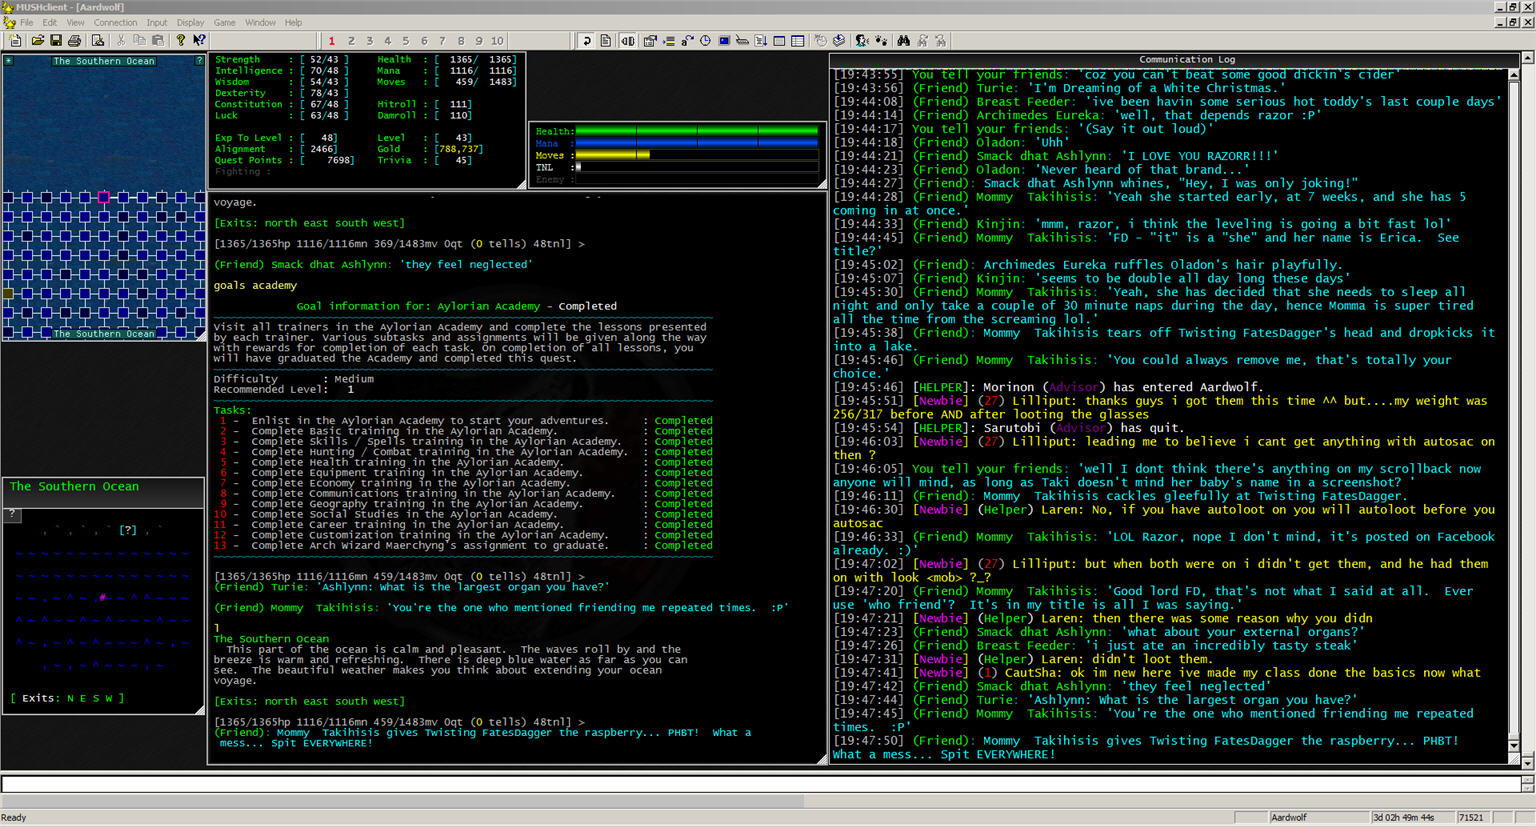 MUSHclient - [Aardwolf]
File Edit View Connection Input Display Game Window Help
1 2 3 4 5 6 7 8 9 10
The Southern Ocean
?
The Southern Ocean
The Southern Ocean
?
[?]
#
[ Exits: N E S W ]
Strength : [ 52/43 ] Health : [ 1365/ 1365]
Intelligence : [ 70/48 ] Mana : [ 1116/ 1116]
Wisdom : [ 54/43 ] Moves : [ 459/ 1483]
Dexterity : [ 78/43 ]
Constitution : [ 67/48 ] Hitroll : [ 111]
Luck : [ 63/48 ] Damroll : [ 110]
Exp To Level : [ 48] Level : [ 43]
Alignment : [ 2466] Gold : [788,737]
Quest Points : [ 7698] Trivia : [ 45]
Fighting :
Health:
Mana :
Moves :
TNL :
Enemy :
voyage.
[Exits: north east south west]
[1365/1365hp 1116/1116mn 369/1483mv 0qt (0 tells) 48tnl] >
(Friend) Smack dhat Ashlynn: 'they feel neglected'
goals academy
Goal information for: Aylorian Academy - Completed
Visit all trainers in the Aylorian Academy and complete the lessons presented
by each trainer. Various subtasks and assignments will be given along the way
with rewards for completion of each task. On completion of all lessons, you
will have graduated the Academy and completed this quest.
Difficulty : Medium
Recommended Level: 1
Tasks:
1 - Enlist in the Aylorian Academy to start your adventures. : Completed
2 - Complete Basic training in the Aylorian Academy. : Completed
3 - Complete Skills / Spells training in the Aylorian Academy. : Completed
4 - Complete Hunting / Combat training in the Aylorian Academy. : Completed
5 - Complete Health training in the Aylorian Academy. : Completed
6 - Complete Equipment training in the Aylorian Academy. : Completed
7 - Complete Economy training in the Aylorian Academy. : Completed
8 - Complete Communications training in the Aylorian Academy. : Completed
9 - Complete Geography training in the Aylorian Academy. : Completed
10 - Complete Social Studies in the Aylorian Academy. : Completed
11 - Complete Career training in the Aylorian Academy. : Completed
12 - Complete Customization training in the Aylorian Academy. : Completed
13 - Complete Arch Wizard Maerchyng's assignment to graduate. : Completed
[1365/1365hp 1116/1116mn 459/1483mv 0qt (0 tells) 48tnl] >
(Friend) Turie: 'Ashlynn: What is the largest organ you have?'
(Friend) Mommy Takihisis: 'You're the one who mentioned friending me repeated times. :P'
l
The Southern Ocean
This part of the ocean is calm and pleasant. The waves roll by and the
breeze is warm and refreshing. There is deep blue water as far as you can
see. The beautiful weather makes you think about extending your ocean
voyage.
[Exits: north east south west]
[1365/1365hp 1116/1116mn 459/1483mv 0qt (0 tells) 48tnl] >
(Friend): Mommy Takihisis gives Twisting FatesDagger the raspberry... PHBT! What a
mess... Spit EVERYWHERE!
Communication Log
[19:43:55] You tell your friends: 'coz you can't beat some good dickin's cider'
[19:43:56] (Friend) Turie: 'I'm Dreaming of a White Christmas.'
[19:44:08] (Friend) Breast Feeder: 'ive been havin some serious hot toddy's last couple days'
[19:44:14] (Friend) Archimedes Eureka: 'well, that depends razor :P'
[19:44:17] You tell your friends: '(Say it out loud)'
[19:44:18] (Friend) Oladon: 'Uhh'
[19:44:21] (Friend) Smack dhat Ashlynn: 'I LOVE YOU RAZORR!!!'
[19:44:23] (Friend) Oladon: 'Never heard of that brand...'
[19:44:27] (Friend): Smack dhat Ashlynn whines, "Hey, I was only joking!"
[19:44:28] (Friend) Mommy Takihisis: 'Yeah she started early, at 7 weeks, and she has 5
coming in at once.'
[19:44:33] (Friend) Kinjin: 'mmm, razor, i think the leveling is going a bit fast lol'
[19:44:45] (Friend) Mommy Takihisis: 'FD - "it" is a "she" and her name is Erica. See
title?'
[19:45:02] (Friend): Archimedes Eureka ruffles Oladon's hair playfully.
[19:45:07] (Friend) Kinjin: 'seems to be double all day long these days'
[19:45:30] (Friend) Mommy Takihisis: 'Yeah, she has decided that she needs to sleep all
night and only take a couple of 30 minute naps during the day, hence Momma is super tired
all the time from the screaming lol.'
[19:45:38] (Friend): Mommy Takihisis tears off Twisting FatesDagger's head and dropkicks it
into a lake.
[19:45:46] (Friend) Mommy Takihisis: 'You could always remove me, that's totally your
choice.'
[19:45:46] [HELPER]: Morinon (Advisor) has entered Aardwolf.
[19:45:51] [Newbie] (27) Lilliput: thanks guys i got them this time ^^ but....my weight was
256/317 before AND after looting the glasses
[19:45:54] [HELPER]: Sarutobi (Advisor) has quit.
[19:46:03] [Newbie] (27) Lilliput: leading me to believe i cant get anything with autosac on
then ?
[19:46:05] You tell your friends: 'well I dont think there's anything on my scrollback now
anyone will mind, as long as Taki doesn't mind her baby's name in a screenshot? '
[19:46:11] (Friend): Mommy Takihisis cackles gleefully at Twisting FatesDagger.
[19:46:30] [Newbie] (Helper) Laren: No, if you have autoloot on you will autoloot before you
autosac
[19:46:33] (Friend) Mommy Takihisis: 'LOL Razor, nope I don't mind, it's posted on Facebook
already. :)'
[19:47:02] [Newbie] (27) Lilliput: but when both were on i didn't get them, and he had them
on with look <mob> ?_?
[19:47:20] (Friend) Mommy Takihisis: 'Good lord FD, that's not what I said at all. Ever
use 'who friend'? It's in my title is all I was saying.'
[19:47:21] [Newbie] (Helper) Laren: then there was some reason why you didn
[19:47:23] (Friend) Smack dhat Ashlynn: 'what about your external organs?'
[19:47:26] (Friend) Breast Feeder: 'i just ate an incredibly tasty steak'
[19:47:31] [Newbie] (Helper) Laren: didn't loot them.
[19:47:41] [Newbie] (1) CautSha: ok im new here ive made my class done the basics now what
[19:47:42] (Friend) Smack dhat Ashlynn: 'they feel neglected'
[19:47:44] (Friend) Turie: 'Ashlynn: What is the largest organ you have?'
[19:47:45] (Friend) Mommy Takihisis: 'You're the one who mentioned friending me repeated
times. :P'
[19:47:50] (Friend): Mommy Takihisis gives Twisting FatesDagger the raspberry... PHBT!
What a mess... Spit EVERYWHERE!
Ready
Aardwolf
3d 02h 49m 44s
71521